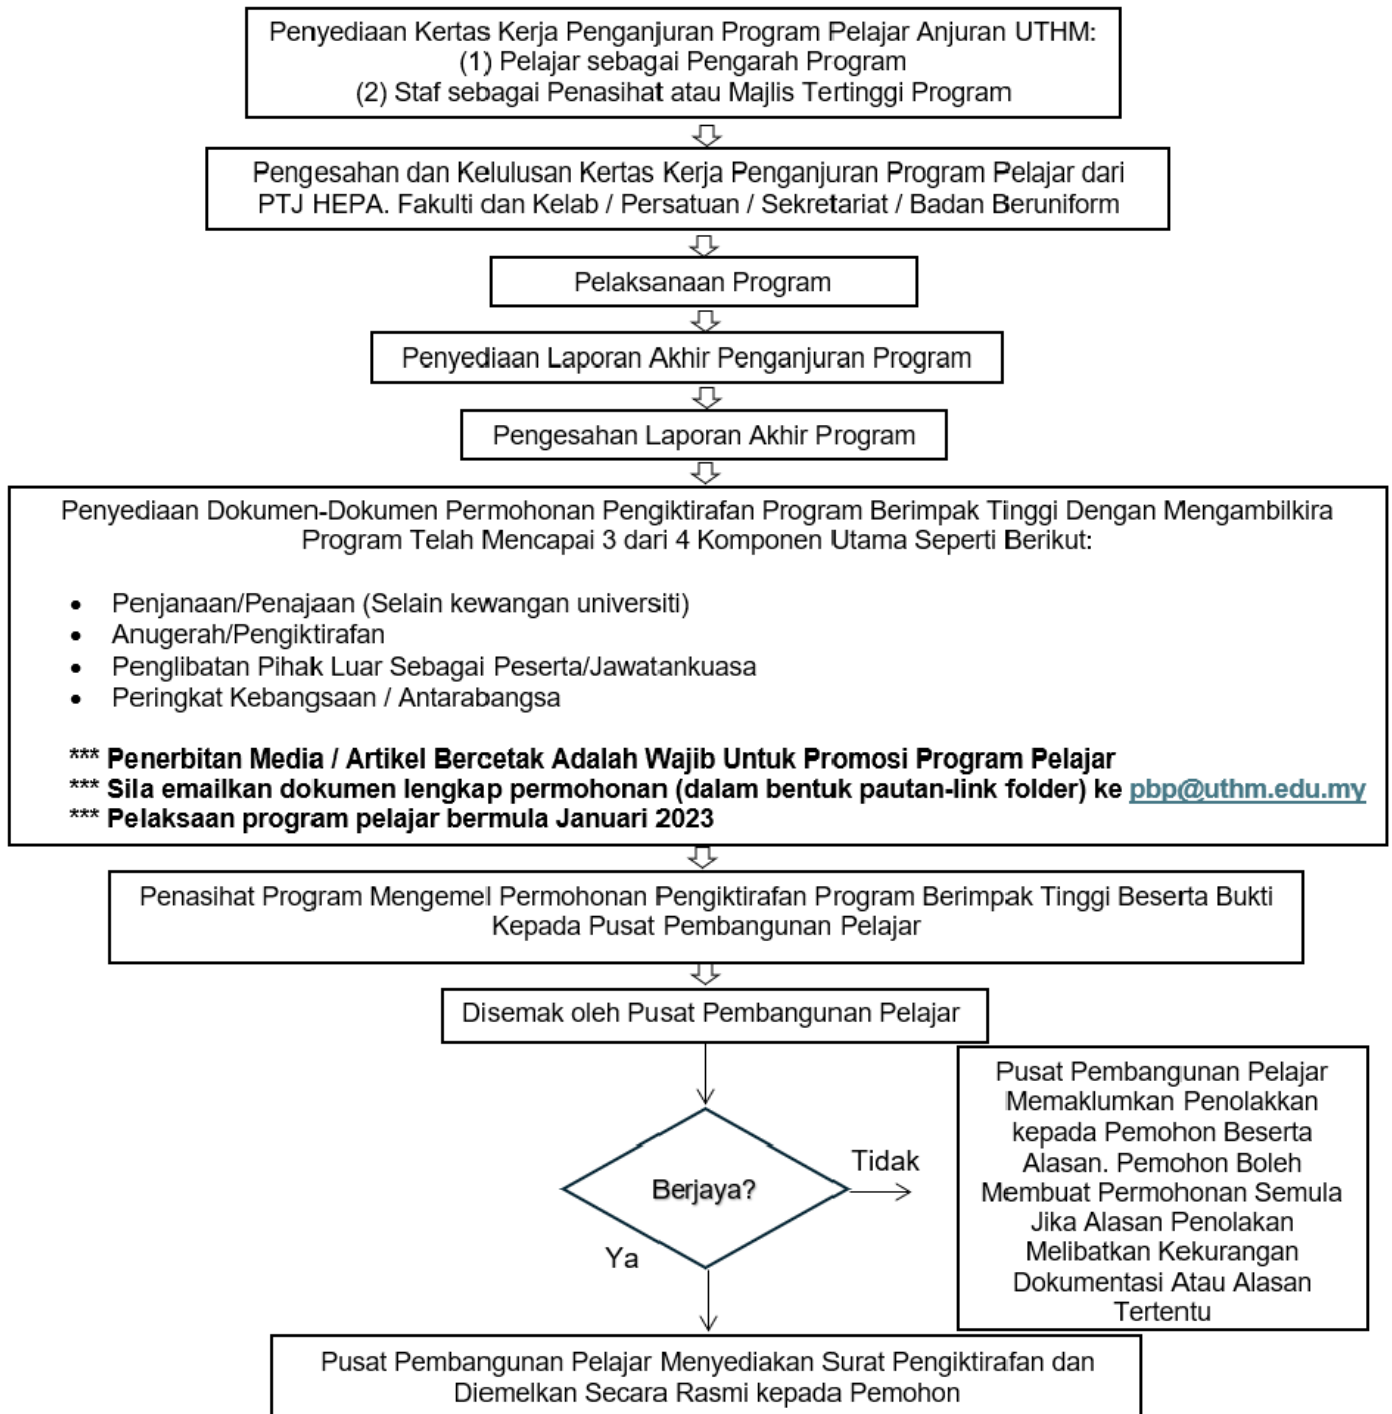 Penyediaan Kertas Kerja Penganjuran Program Pelajar Anjuran UTHM:
(1) Pelajar sebagai Pengarah Program
(2) Staf sebagai Penasihat atau Majlis Tertinggi Program
Pengesahan dan Kelulusan Kertas Kerja Penganjuran Program Pelajar dari
PTJ HEPA. Fakulti dan Kelab / Persatuan / Sekretariat / Badan Beruniform
Pelaksanaan Program
Penyediaan Laporan Akhir Penganjuran Program
Pengesahan Laporan Akhir Program
Penyediaan Dokumen-Dokumen Permohonan Pengiktirafan Program Berimpak Tinggi Dengan Mengambilkira
Program Telah Mencapai 3 dari 4 Komponen Utama Seperti Berikut:
• Penjanaan/Penajaan (Selain kewangan universiti)
• Anugerah/Pengiktirafan
• Penglibatan Pihak Luar Sebagai Peserta/Jawatankuasa
• Peringkat Kebangsaan / Antarabangsa
*** Penerbitan Media / Artikel Bercetak Adalah Wajib Untuk Promosi Program Pelajar
*** Sila emailkan dokumen lengkap permohonan (dalam bentuk pautan-link folder) ke pbp@uthm.edu.my
*** Pelaksaan program pelajar bermula Januari 2023
Penasihat Program Mengemel Permohonan Pengiktirafan Program Berimpak Tinggi Beserta Bukti
Kepada Pusat Pembangunan Pelajar
Disemak oleh Pusat Pembangunan Pelajar
Berjaya?
Tidak
Pusat Pembangunan Pelajar
Memaklumkan Penolakkan
kepada Pemohon Beserta
Alasan. Pemohon Boleh
Membuat Permohonan Semula
Jika Alasan Penolakan
Melibatkan Kekurangan
Dokumentasi Atau Alasan
Tertentu
Ya
Pusat Pembangunan Pelajar Menyediakan Surat Pengiktirafan dan
Diemelkan Secara Rasmi kepada Pemohon